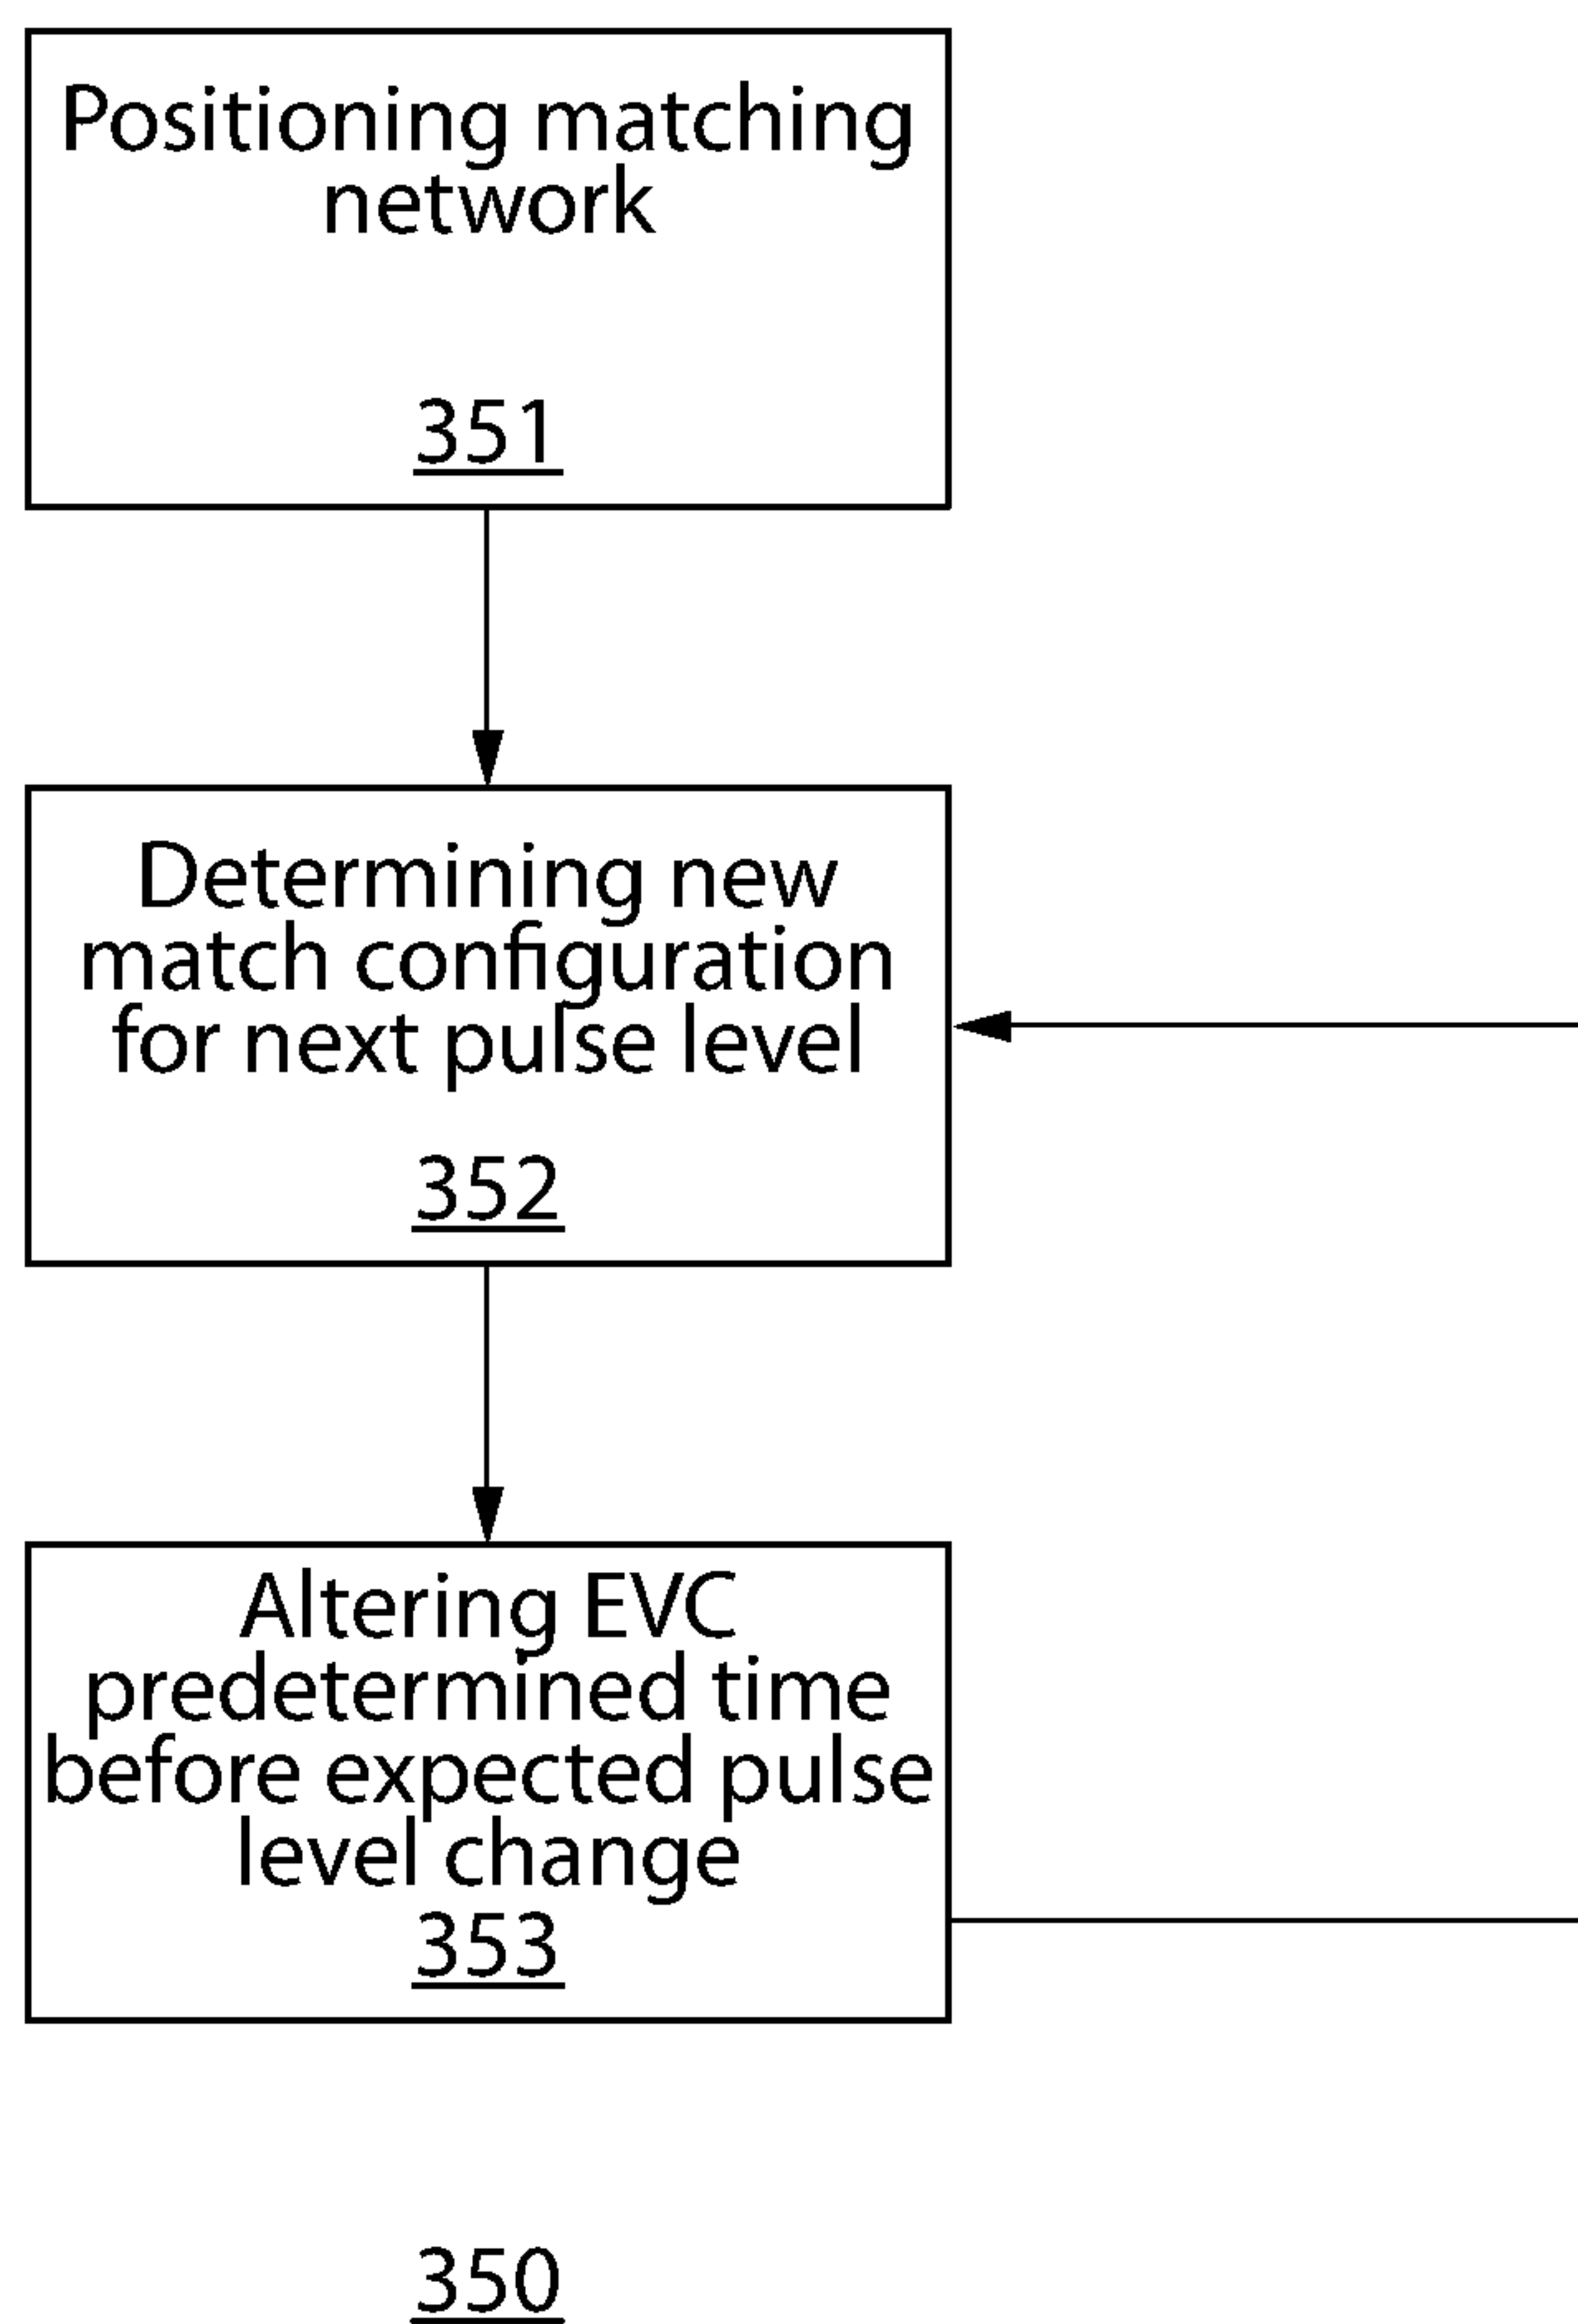 Positioning matching
network
351
Determining new
match configuration
for next pulse level
352
Altering EVC
predetermined time
before expected pulse
level change
353
350